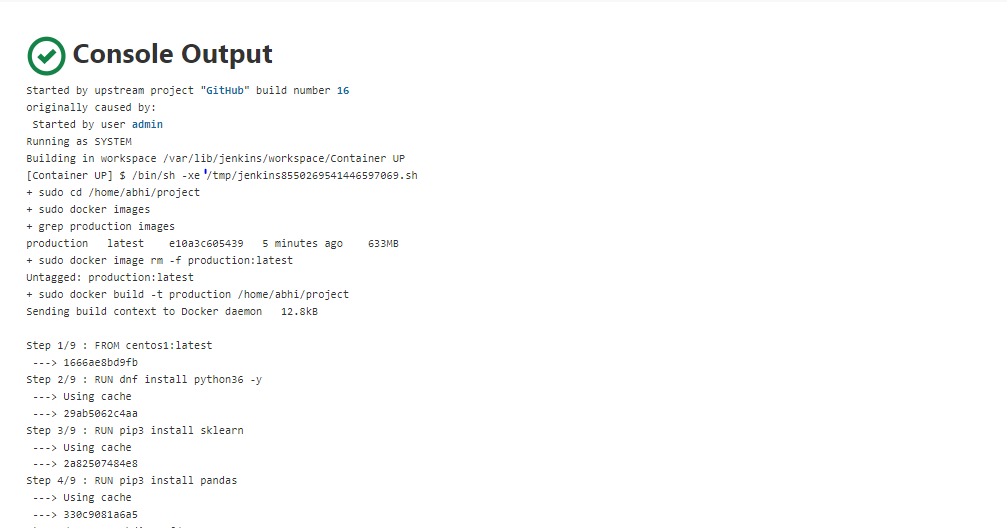 Console Output
Started by upstream project "GitHub" build number 16
originally caused by:
Started by user admin
Running as SYSTEM
Building in workspace /var/lib/jenkins/workspace/Container UP
[Container UP] $ /bin/sh -xe '/tmp/jenkins8550269541446597069.sh
+ sudo cd /home/abhi/project
+ sudo docker images
+ grep production images
production latest e10a3c605439 5 minutes ago 633MB
+ sudo docker image rm -f production:latest
Untagged: production:latest
+ sudo docker build -t production /home/abhi/project
Sending build context to Docker daemon 12.8kB
Step 1/9 : FROM centos1:latest
---> 1666ae8bd9fb
Step 2/9 : RUN dnf install python36 -y
---> Using cache
---> 29ab5062c4aa
Step 3/9 : RUN pip3 install sklearn
---> Using cache
---> 2a82507484e8
Step 4/9 : RUN pip3 install pandas
---> Using cache
---> 330c9081a6a5